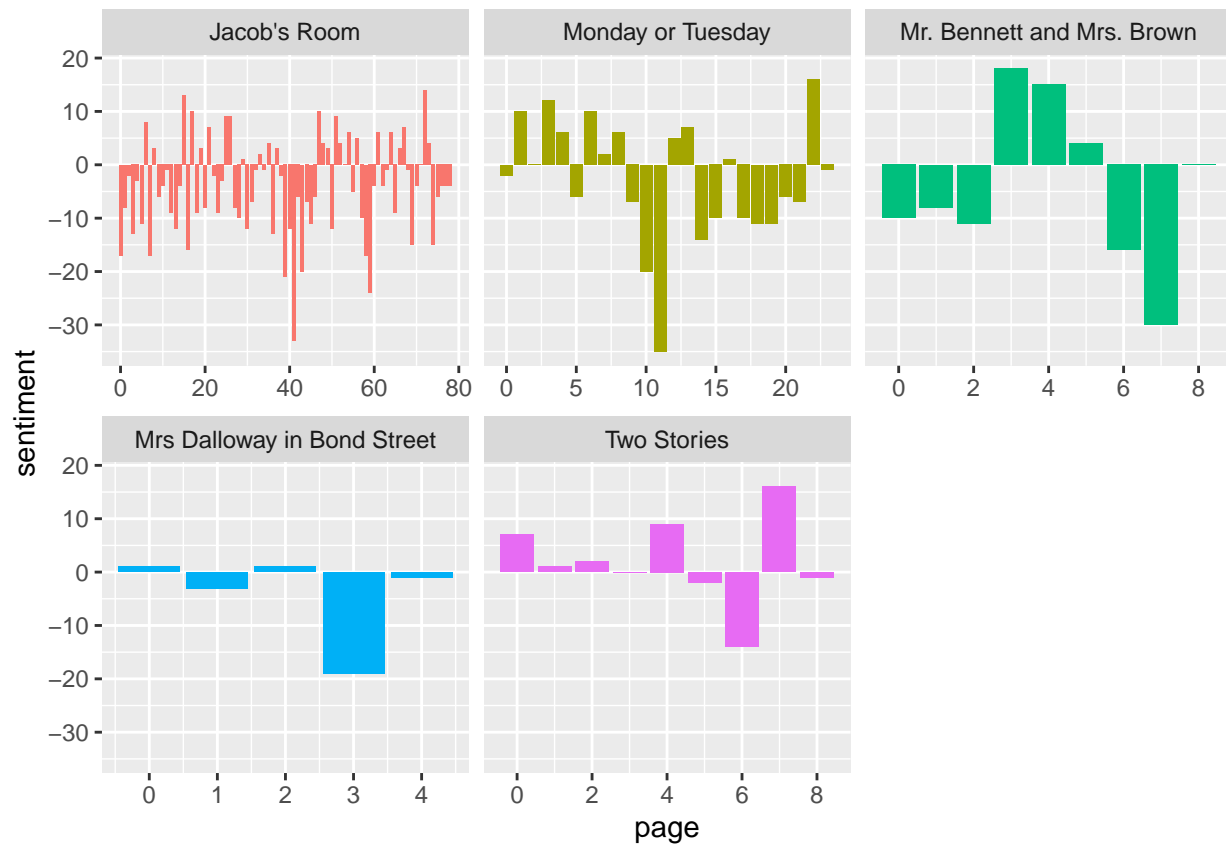 Jacob's Room
Monday or Tuesday
Mr. Bennett and Mrs. Brown
20
10
0
−10
−20
−30
0 20 40 60 80
0 5 10 15 20
0 2 4 6 8
sentiment
Mrs Dalloway in Bond Street
Two Stories
20
10
0
−10
−20
−30
0 1 2 3 4
0 2 4 6 8
page